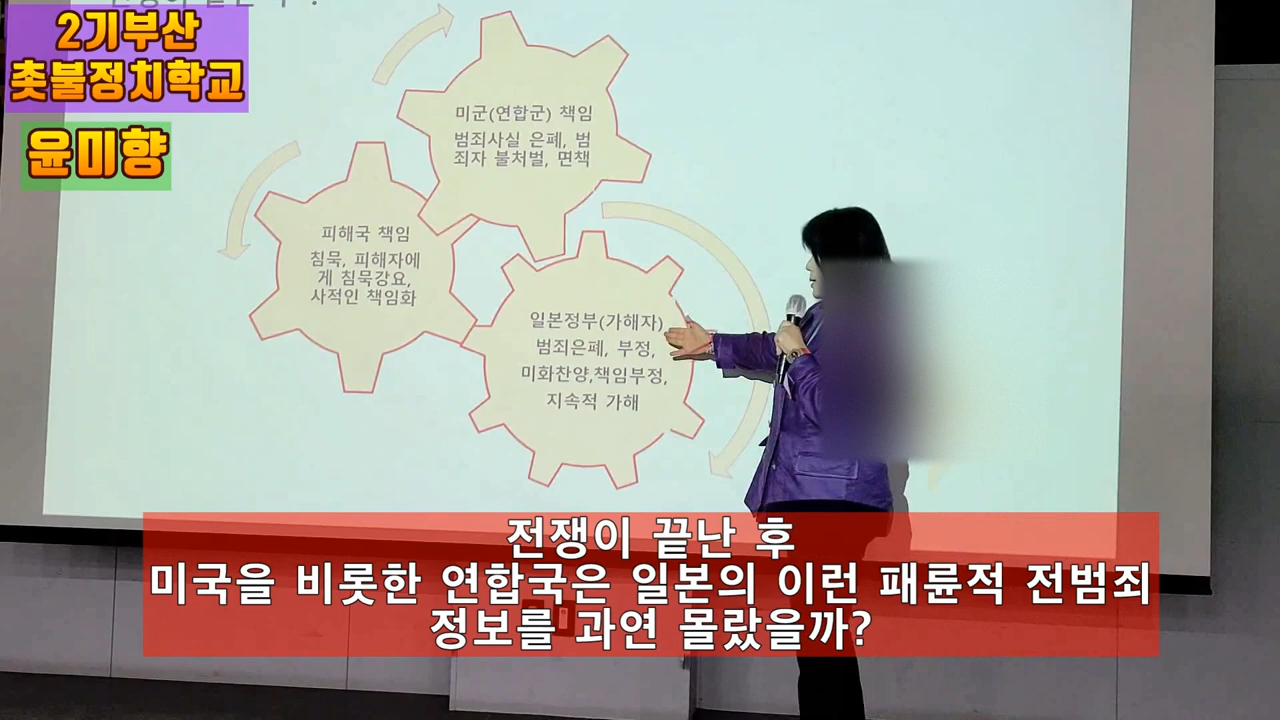 2기부산
촛불정치학교
윤미향
미군(연합군) 책임
범죄사실 은폐, 범
죄자 불처벌, 면책
피해국 책임
침묵, 피해자에
게 침묵강요,
사적인 책임화
일본정부(가해자)
범죄은폐, 부정,
미화찬양,책임부정,
지속적 가해
전쟁이 끝난 후
미국을 비롯한 연합국은 일본의 이런 패륜적 전범죄
정보를 과연 몰랐을까?